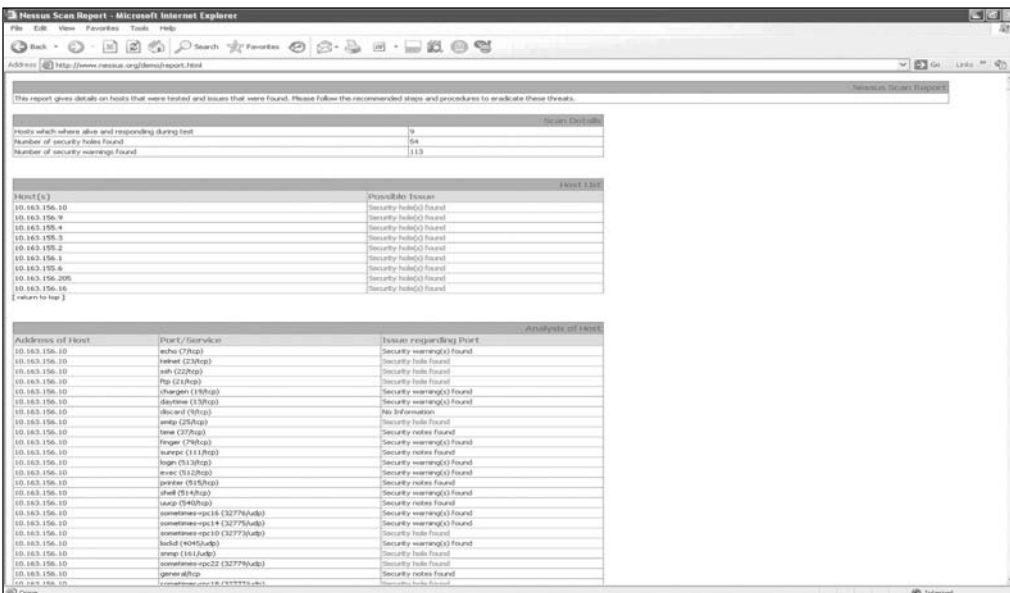 Nessus Scan Report - Microsoft Internet Explorer
File Edit View Favorites Tools Help
Back Search Favorites
Address http://www.nessus.org/demo/report.html Go Links
Nessus Scan Report
This report gives details on hosts that were tested and issues that were found. Please follow the recommended steps and procedures to eradicate these threats.
Scan Details
Hosts which where alive and responding during test 9
Number of security holes found 54
Number of security warnings found 113
Host List
Host(s) Possible Issue
10.163.156.10 Security hole(s) found
10.163.156.9 Security hole(s) found
10.163.155.4 Security hole(s) found
10.163.155.3 Security hole(s) found
10.163.155.2 Security hole(s) found
10.163.156.1 Security hole(s) found
10.163.155.6 Security hole(s) found
10.163.156.205 Security hole(s) found
10.163.156.16 Security hole(s) found
[ return to top ]
Analysis of Host
Address of Host Port/Service Issue regarding Port
10.163.156.10 echo (7/tcp) Security warning(s) found
10.163.156.10 telnet (23/tcp) Security hole found
10.163.156.10 ssh (22/tcp) Security hole found
10.163.156.10 ftp (21/tcp) Security hole found
10.163.156.10 chargen (19/tcp) Security warning(s) found
10.163.156.10 daytime (13/tcp) Security warning(s) found
10.163.156.10 discard (9/tcp) No Information
10.163.156.10 smtp (25/tcp) Security hole found
10.163.156.10 time (37/tcp) Security notes found
10.163.156.10 finger (79/tcp) Security warning(s) found
10.163.156.10 sunrpc (111/tcp) Security notes found
10.163.156.10 login (513/tcp) Security warning(s) found
10.163.156.10 exec (512/tcp) Security warning(s) found
10.163.156.10 printer (515/tcp) Security notes found
10.163.156.10 shell (514/tcp) Security warning(s) found
10.163.156.10 uucp (540/tcp) Security notes found
10.163.156.10 sometimes-rpc16 (32776/udp) Security warning(s) found
10.163.156.10 sometimes-rpc14 (32775/udp) Security warning(s) found
10.163.156.10 sometimes-rpc10 (32773/udp) Security hole found
10.163.156.10 lockd (4045/udp) Security warning(s) found
10.163.156.10 snmp (161/udp) Security hole found
10.163.156.10 sometimes-rpc22 (32779/udp) Security hole found
10.163.156.10 general/tcp Security notes found
10.163.156.10 sometimes-rpc18 (32777/udp) Security hole found
Done Internet